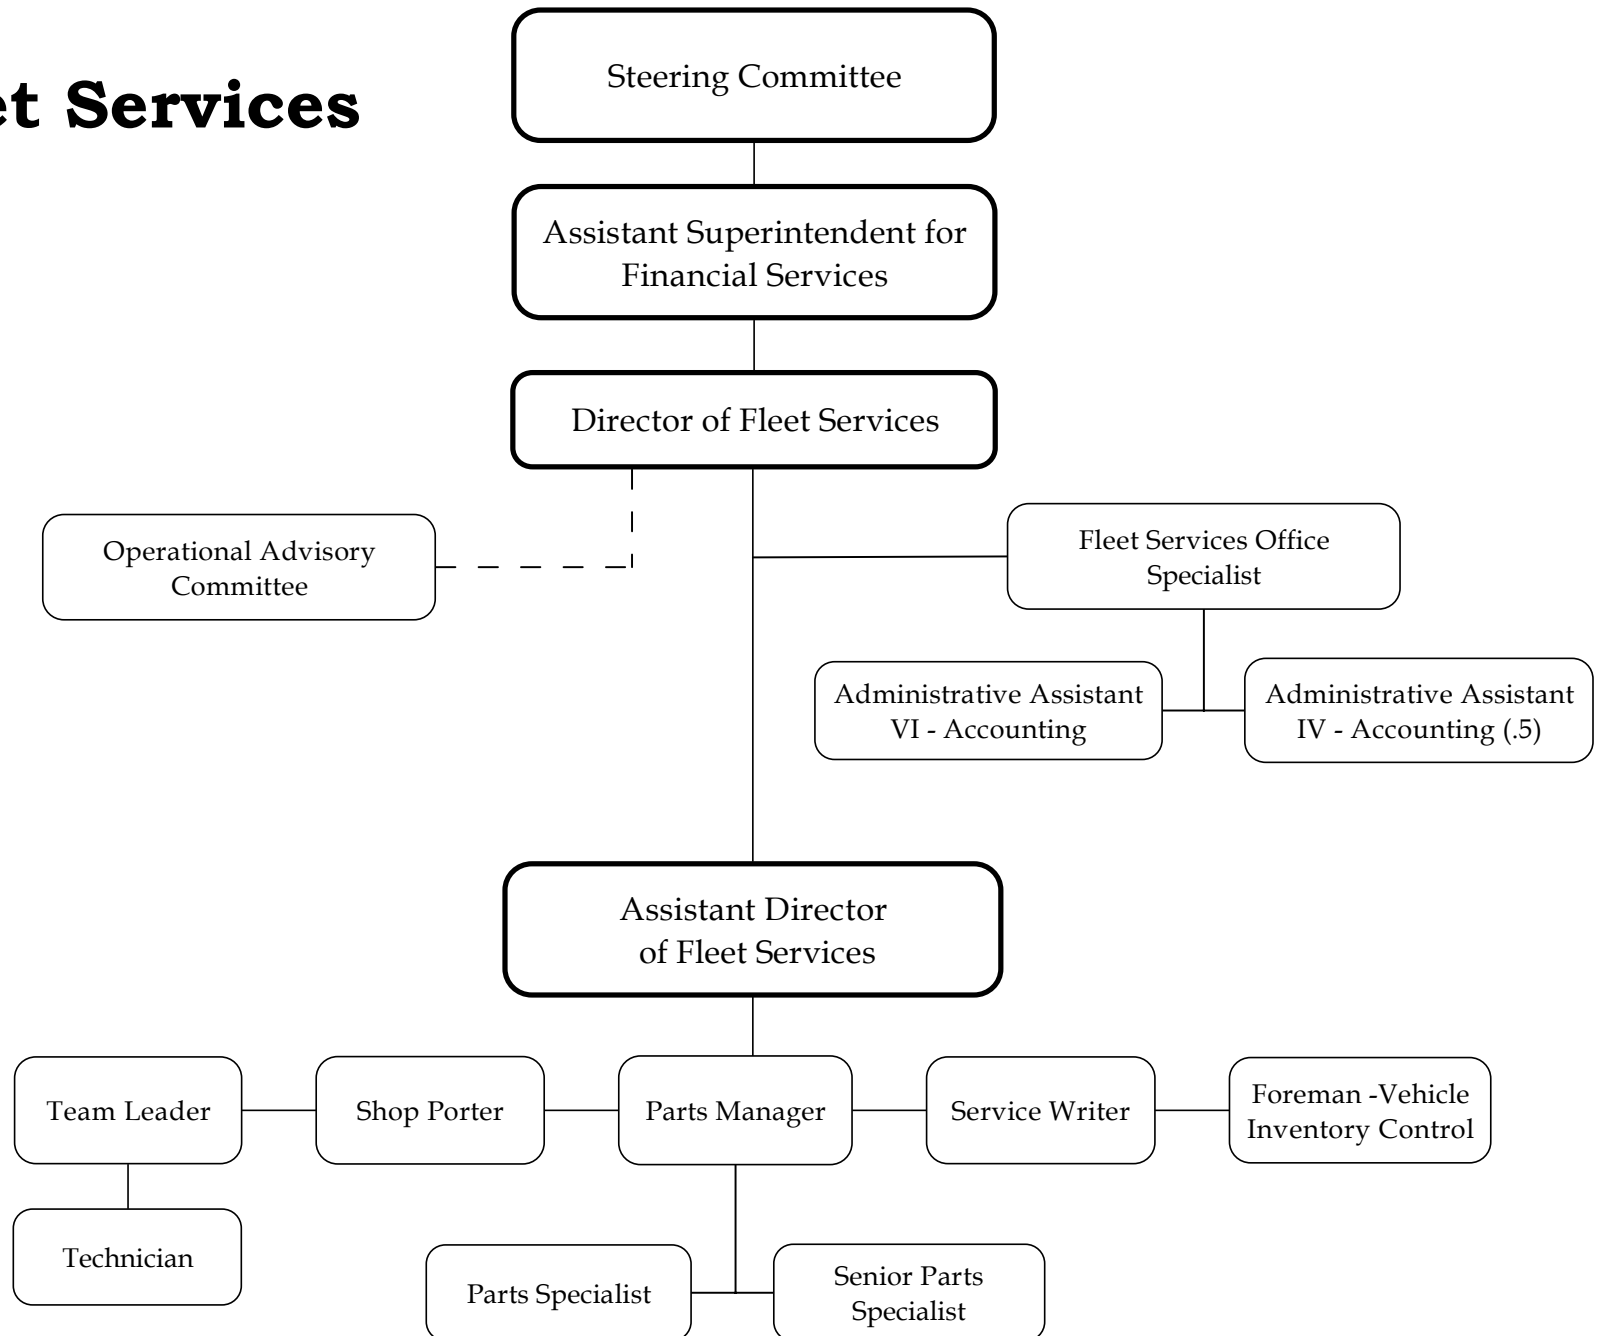 Steering Committee
et Services
Assistant Superintendent for
Financial Services
Director of Fleet Services
Operational Advisory
Committee
Fleet Services Office
Specialist
Administrative Assistant
VI - Accounting
Administrative Assistant
IV - Accounting (.5)
Assistant Director
of Fleet Services
Team Leader
Shop Porter
Parts Manager
Service Writer
Foreman -Vehicle
Inventory Control
Technician
Parts Specialist
Senior Parts
Specialist